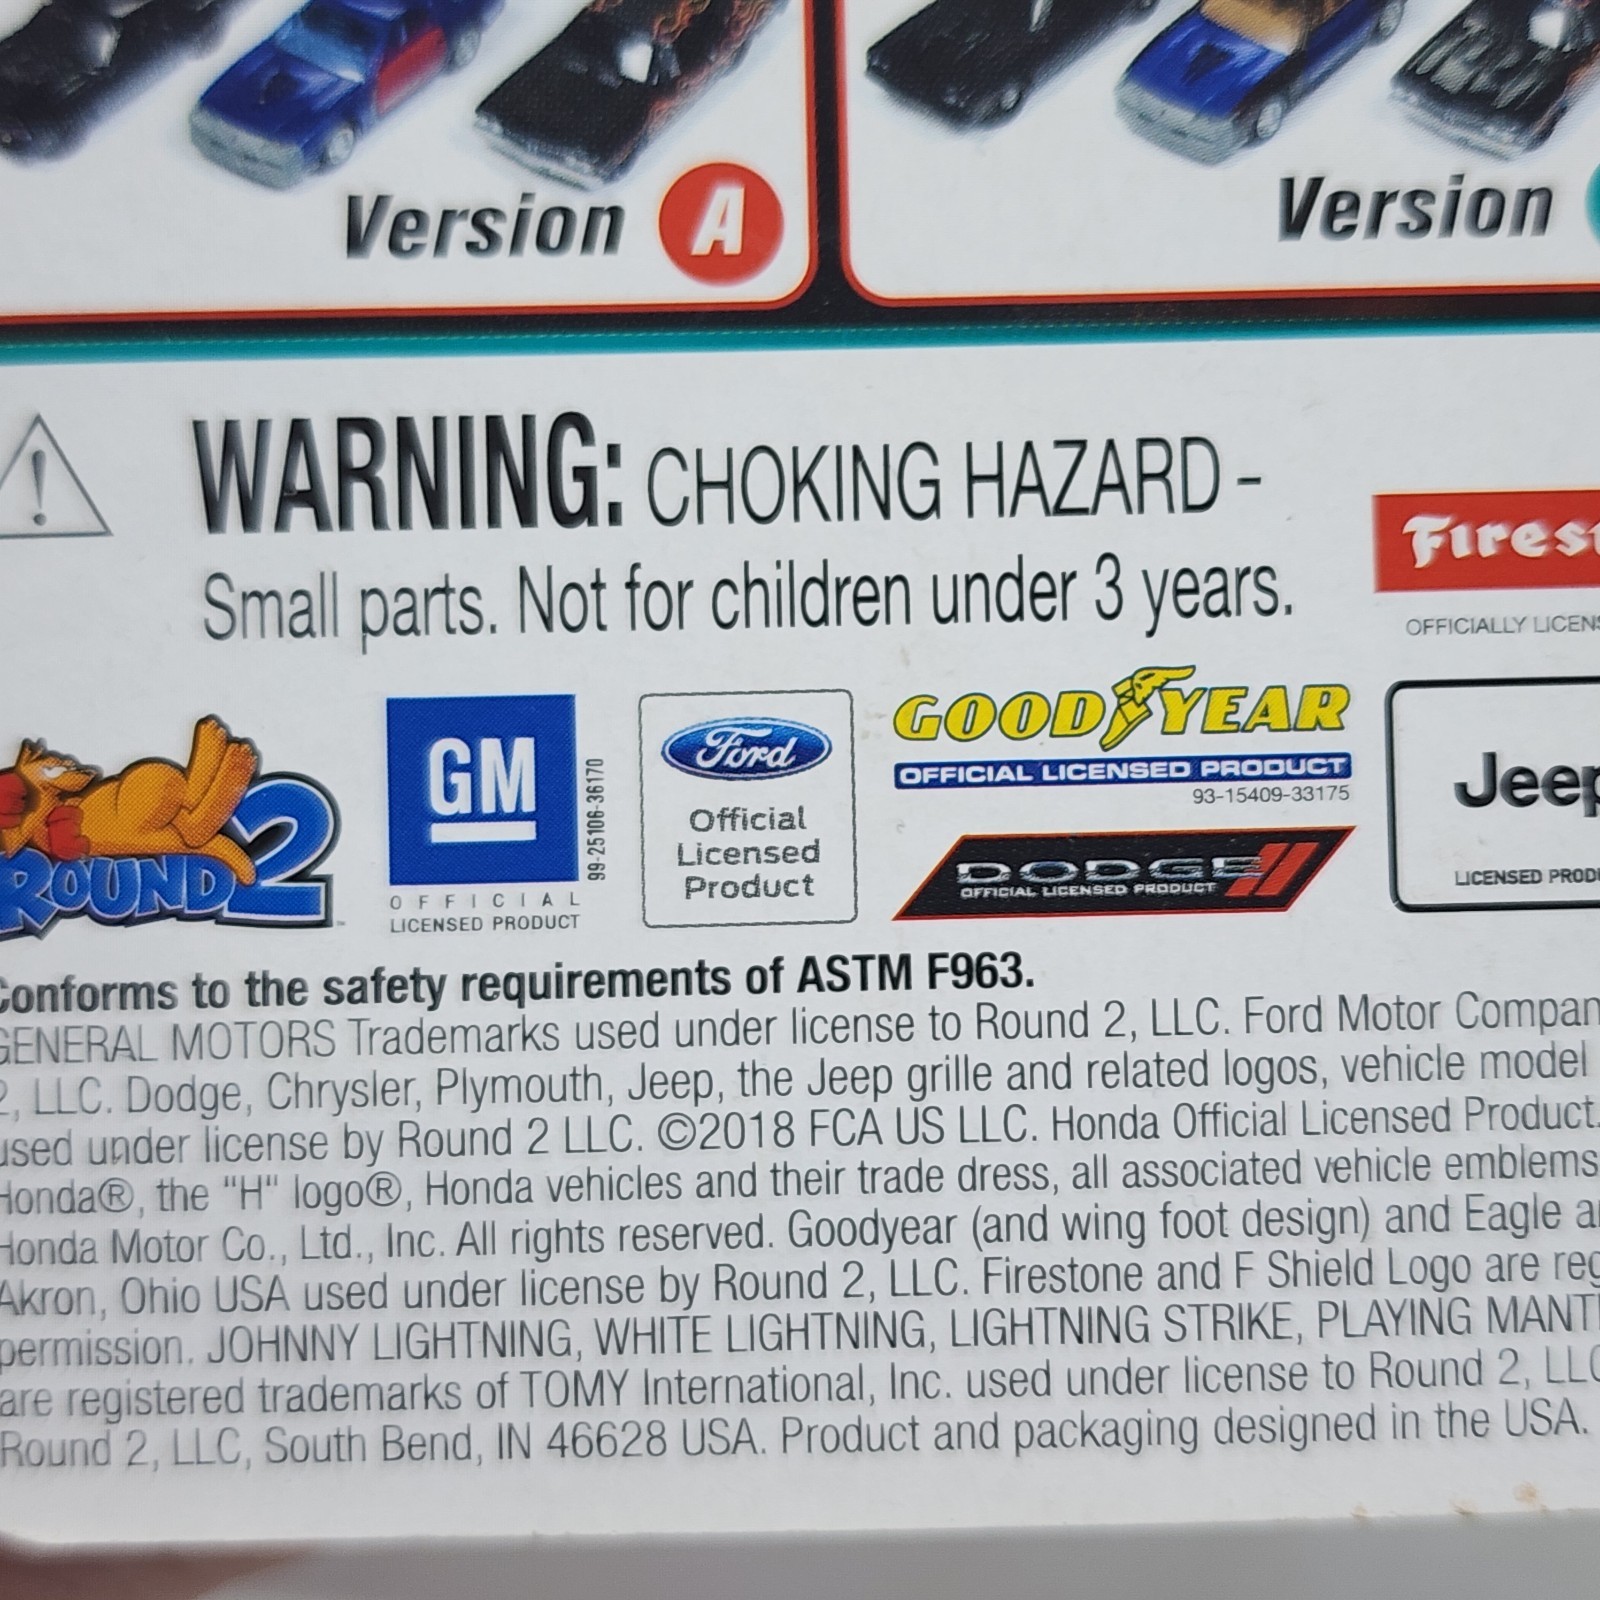 Version A
Version
WARNING: CHOKING HAZARD -
Small parts. Not for children under 3 years.
OFFICIALLY
ROUND 2
GM
99-25106-36170
OFFICIAL
LICENSED PRODUCT
Ford
Official
Licensed
Product
GOODYEAR
OFFICIAL LICENSED PRODUCT
93-15409-33175
DODGE
OFFICIAL LICENSED PRODUCT
Jeep
LICENSED
Conforms to the safety requirements of ASTM F963.
GENERAL MOTORS Trademarks used under license to Round 2, LLC. Ford Motor
2, LLC. Dodge, Chrysler, Plymouth, Jeep, the Jeep grille and related logos, vehicle model
used under license by Round 2 LLC. ©2018 FCA US LLC. Honda Official Licensed Product.
Honda®, the "H" logo®, Honda vehicles and their trade dress, all associated vehicle emblems
Honda Motor Co., Ltd., Inc. All rights reserved. Goodyear (and wing foot design) and Eagle
Akron, Ohio USA used under license by Round 2, LLC. Firestone and F Shield Logo are
permission. JOHNNY LIGHTNING, WHITE LIGHTNING, LIGHTNING STRIKE, PLAYING
are registered trademarks of TOMY International, Inc. used under license to Round 2, LLC
Round 2, LLC, South Bend, IN 46628 USA. Product and packaging designed in the USA.